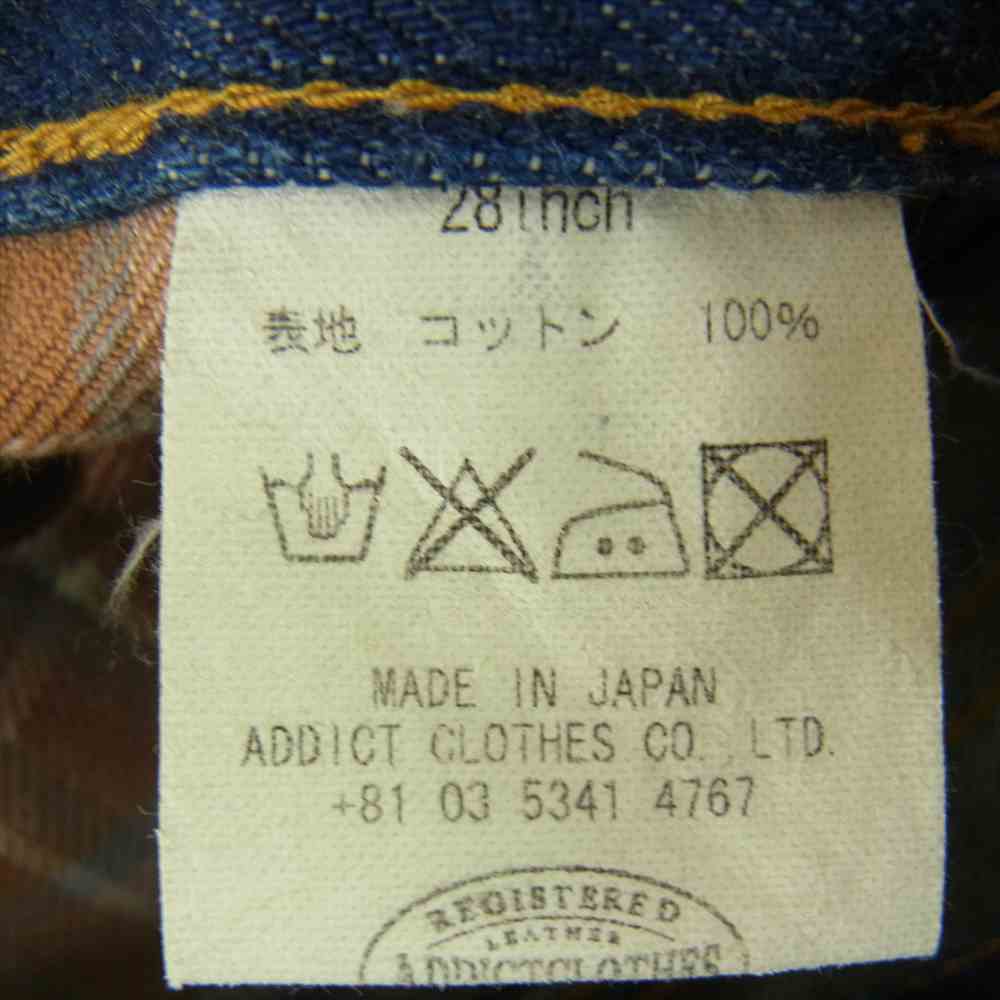 28inch
表地 コットン 100%
MADE IN JAPAN
ADDICT CLOTHES CO.,LTD.
+81 03 5341 4767
REGISTERED
LEATHER
ADDICTCLOTHES